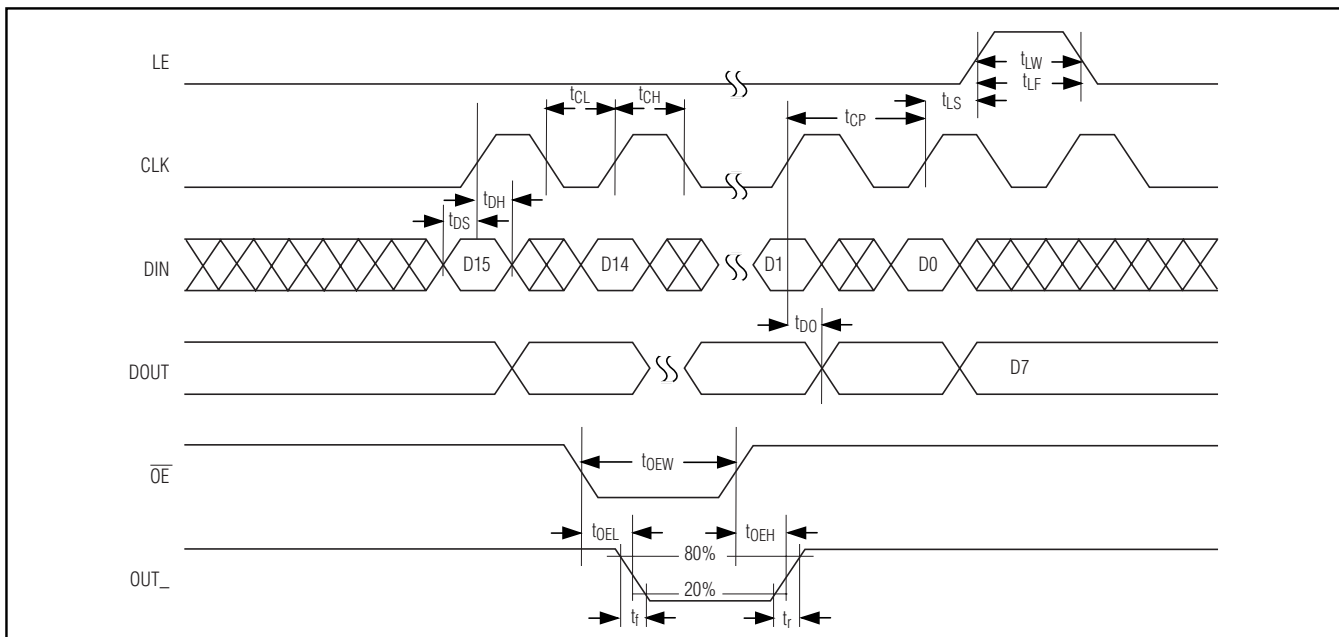 LE
tLW
tLF
tCL
tCH
tLS
tCP
CLK
tDH
tDS
DIN
D15
D14
D1
D0
tDO
DOUT
D7
OE
tOEW
tOEL
tOEH
80%
OUT_
20%
tf
tr